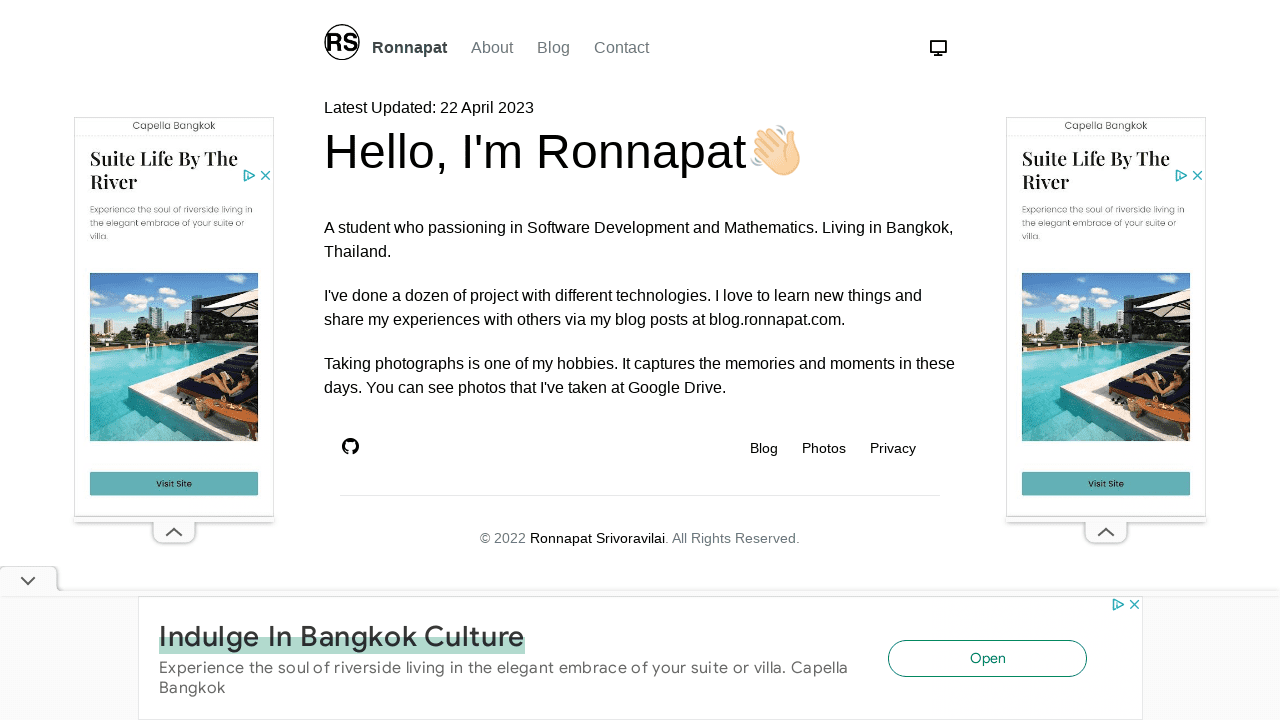 RS Ronnapat About Blog Contact
Latest Updated: 22 April 2023
Hello, I'm Ronnapat
A student who passioning in Software Development and Mathematics. Living in Bangkok,
Thailand.
I've done a dozen of project with different technologies. I love to learn new things and
share my experiences with others via my blog posts at blog.ronnapat.com.
Taking photographs is one of my hobbies. It captures the memories and moments in these
days. You can see photos that I've taken at Google Drive.
Blog Photos Privacy
© 2022 Ronnapat Srivoravilai. All Rights Reserved.
Capella Bangkok
Suite Life By The
River
Experience the soul of riverside living in
the elegant embrace of your suite or
villa.
Visit Site
Capella Bangkok
Suite Life By The
River
Experience the soul of riverside living in
the elegant embrace of your suite or
villa.
Visit Site
Indulge In Bangkok Culture
Experience the soul of riverside living in the elegant embrace of your suite or villa. Capella
Bangkok
Open